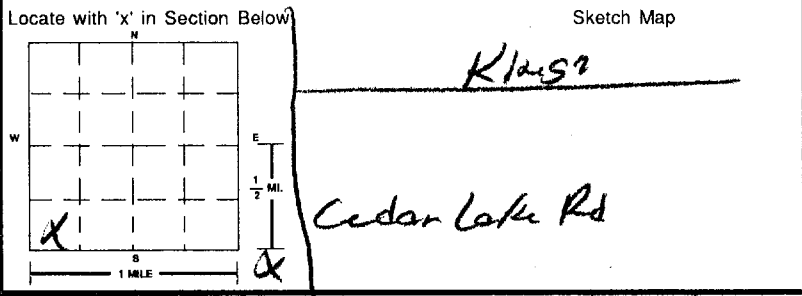 Locate with 'x' in Section Below
Sketch Map
N
W
E
1/2 MI.
X
S
1 MILE
X
Cedar Lake Rd